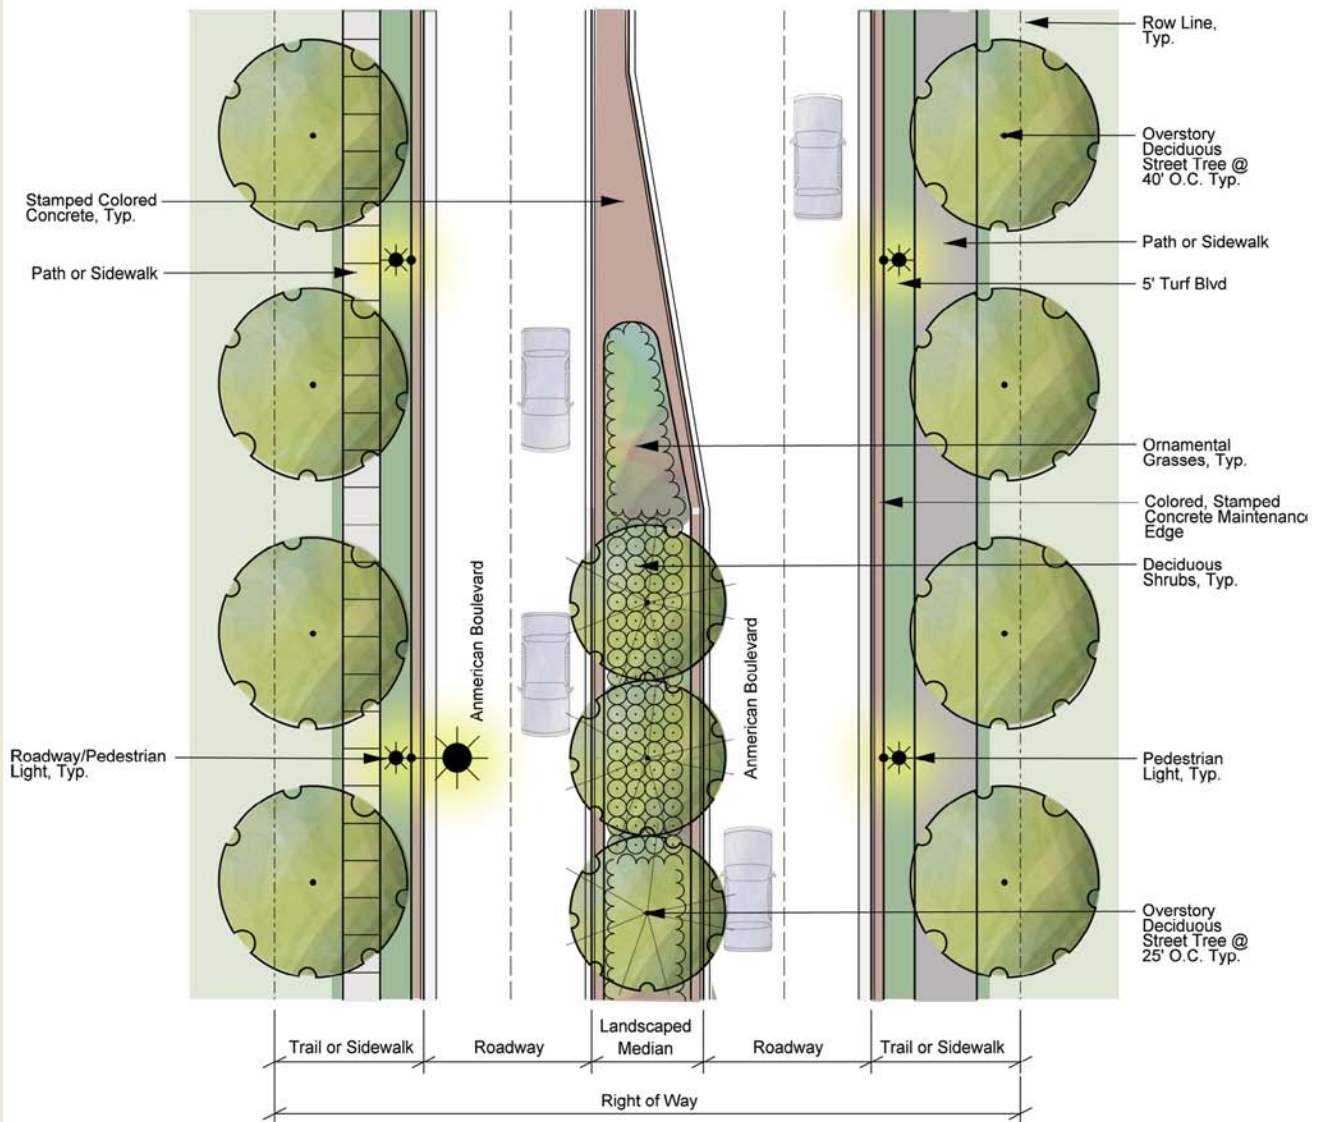 Row Line,
Typ.
Overstory
Deciduous
Street Tree @
40' O.C. Typ.
Stamped Colored
Concrete, Typ.
Path or Sidewalk
Path or Sidewalk
5' Turf Blvd
Ornamental
Grasses, Typ.
Colored, Stamped
Concrete Maintenance
Edge
Deciduous
Shrubs, Typ.
Anmerican Boulevard
Anmerican Boulevard
Roadway/Pedestrian
Light, Typ.
Pedestrian
Light, Typ.
Overstory
Deciduous
Street Tree @
25' O.C. Typ.
Trail or Sidewalk
Roadway
Landscaped
Median
Roadway
Trail or Sidewalk
Right of Way